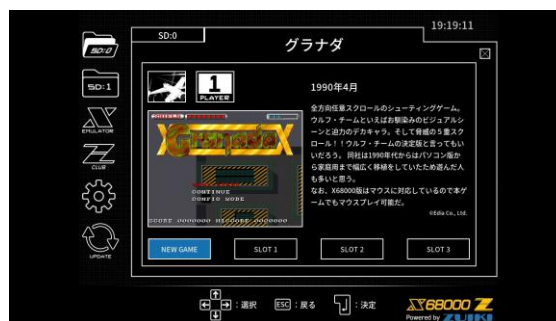 19:19:11
SD:0
グラナダ
SD:0
SD:1
EMULATOR
Z CLUB
UPDATE
1 PLAYER
1990年4月
全方向任意スクロールのシューティングゲーム。
ウルフ・チームといえばお馴染みのビジュアルシ
ーンと迫力のデカキャラ。そして脅威の5重スク
ロール!!ウルフ・チームの決定版と言ってもい
いだろう。 同社は1990年代からはパソコン版か
ら家庭用まで幅広く移植をしていたため遊んだ人
も多いと思う。
なお、X68000版はマウスに対応しているので本ゲ
ームでもマウスプレイ可能だ。
©Edia Co., Ltd.
SHIELD
Granada X
CONTINUE
CONFIG MODE
SCORE 0000000 HISCORE 0020000
NEW GAME
SLOT 1
SLOT 2
SLOT 3
:選択
ESC :戻る
:決定
X68000 Z
Powered by ZUIKI